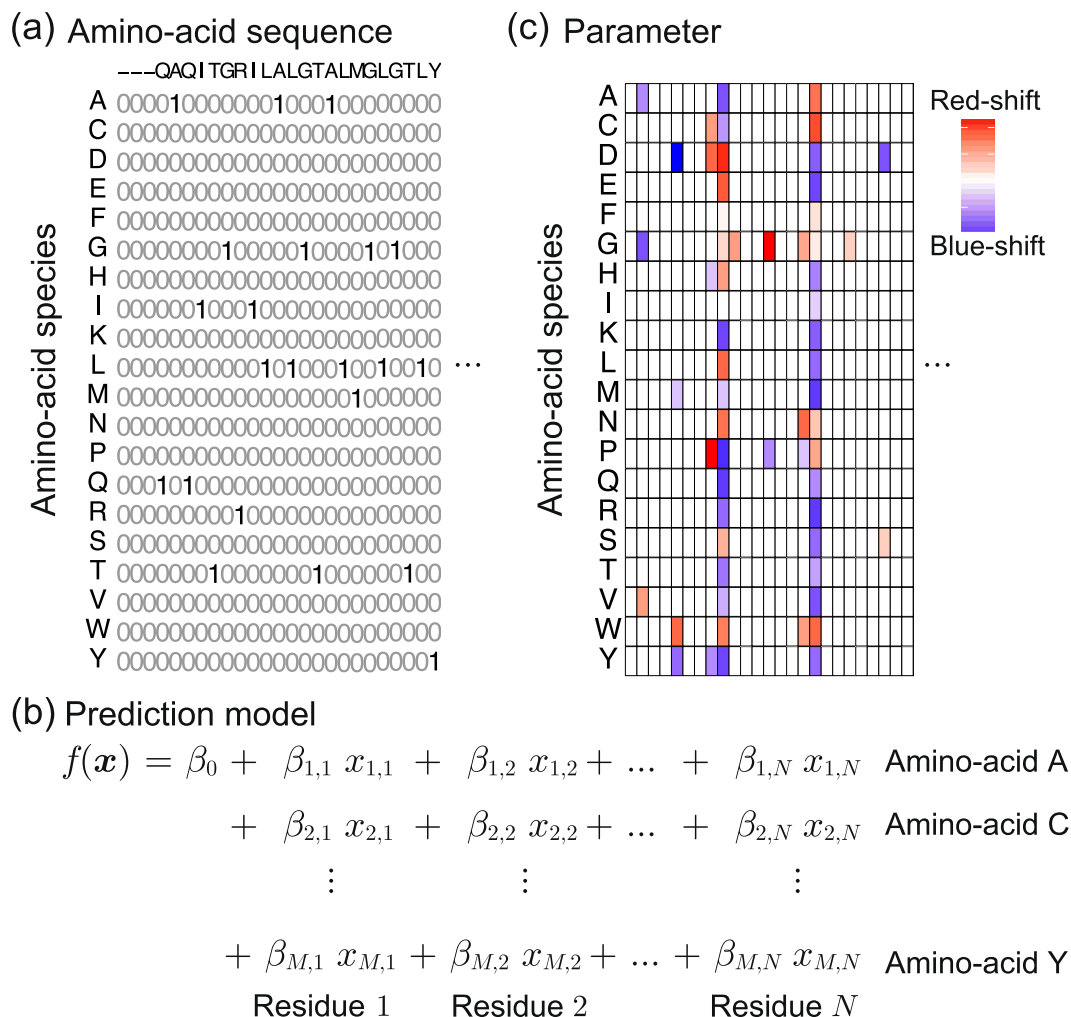 (a) Amino-acid sequence
---QAQITGRILALGTALMGLGTLY
Amino-acid species
A 0000100000001000100000000
C 0000000000000000000000000
D 0000000000000000000000000
E 0000000000000000000000000
F 0000000000000000000000000
G 0000000010000010000101000
H 0000000000000000000000000
I 0000001000100000000000000
K 0000000000000000000000000
L 0000000000010100010010010 ...
M 0000000000000000001000000
N 0000000000000000000000000
P 0000000000000000000000000
Q 0001010000000000000000000
R 0000000001000000000000000
S 0000000000000000000000000
T 0000000100000001000000100
V 0000000000000000000000000
W 0000000000000000000000000
Y 0000000000000000000000001
(c) Parameter
Amino-acid species
A
C
D
E
F
G
H
I
K
L ...
M
N
P
Q
R
S
T
V
W
Y
Red-shift
Blue-shift
(b) Prediction model
f(x) = β0 + β1,1 x1,1 + β1,2 x1,2 + ... + β1,N x1,N Amino-acid A
+ β2,1 x2,1 + β2,2 x2,2 + ... + β2,N x2,N Amino-acid C
⋮ ⋮ ⋮
+ βM,1 xM,1 + βM,2 xM,2 + ... + βM,N xM,N Amino-acid Y
Residue 1 Residue 2 Residue N